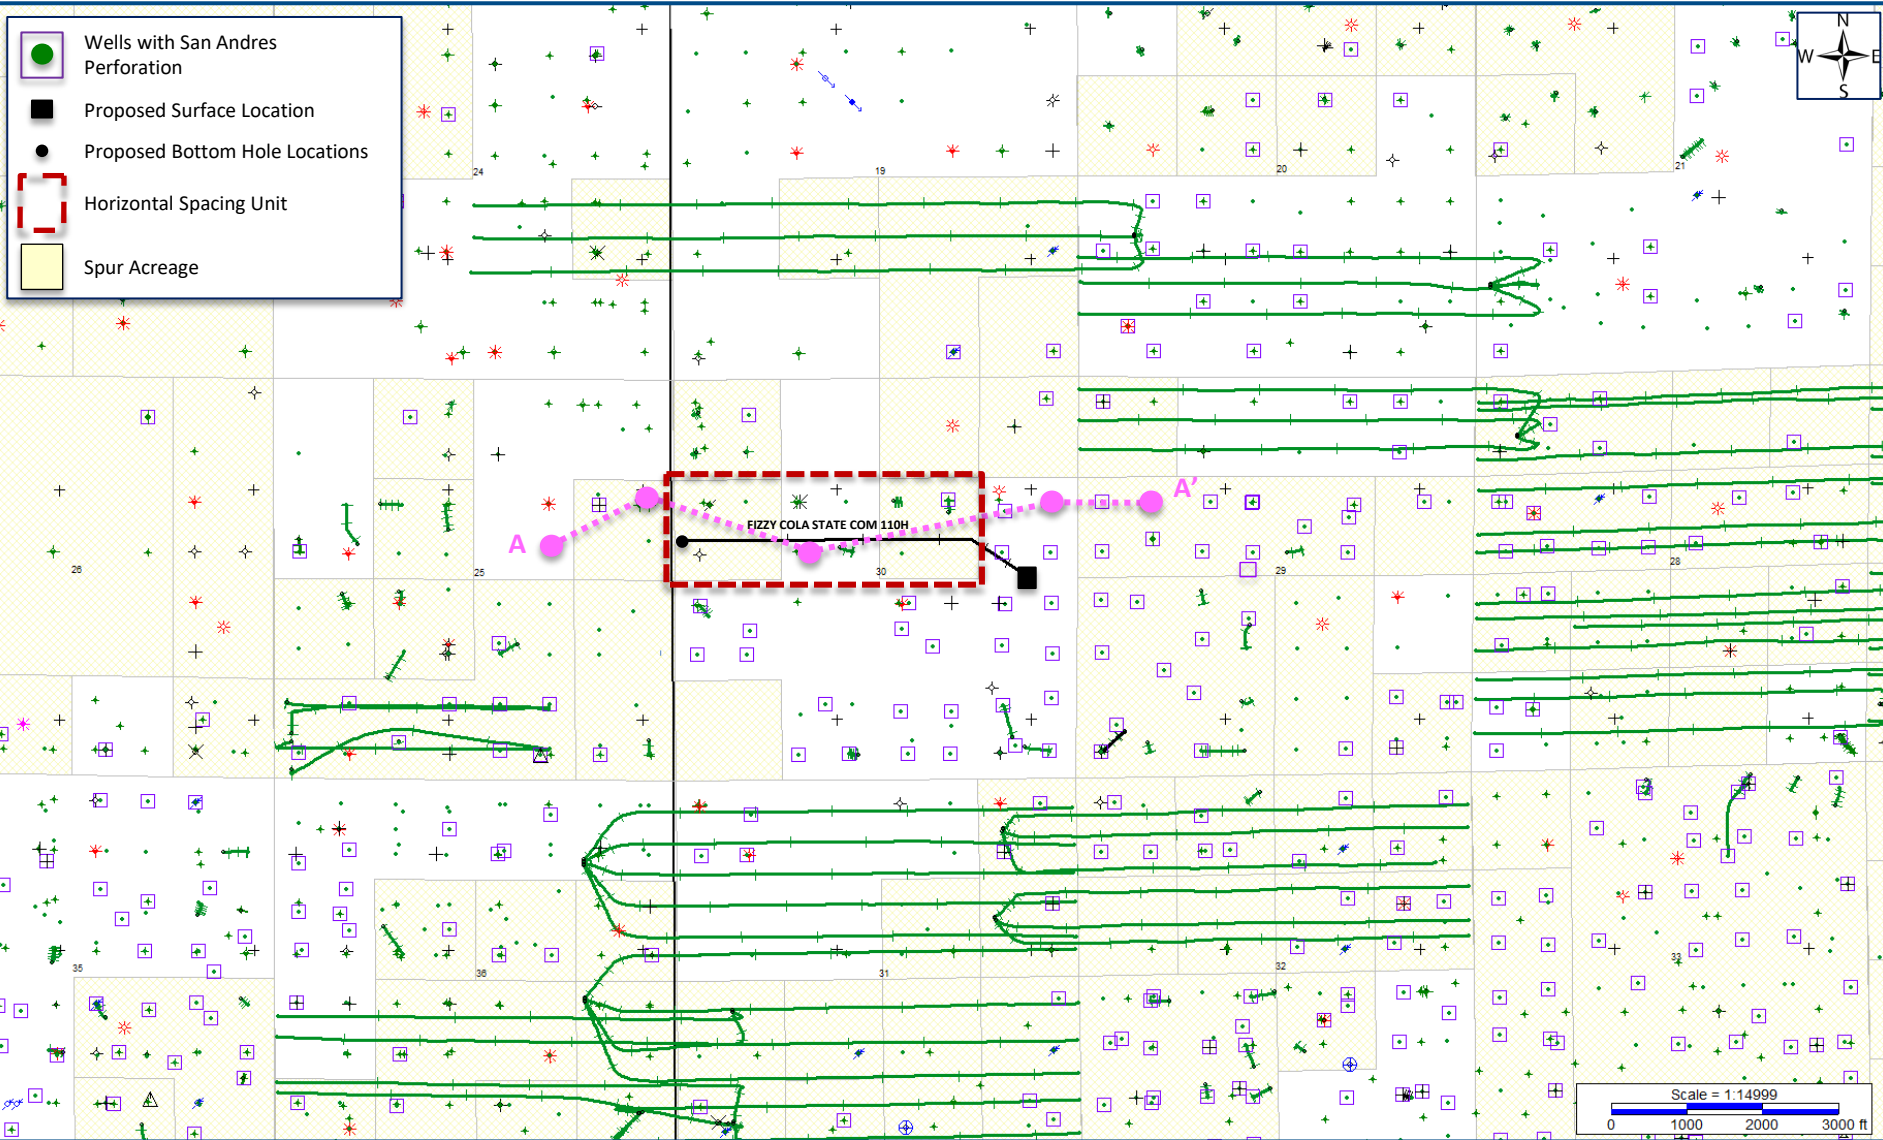 Wells with San Andres
Perforation
Proposed Surface Location
Proposed Bottom Hole Locations
Horizontal Spacing Unit
Spur Acreage
N
W
E
S
24
19
20
21
A
A'
FIZZY COLA STATE COM 110H
26
25
30
29
28
35
36
31
32
33
Scale = 1:14999
0 1000 2000 3000 ft